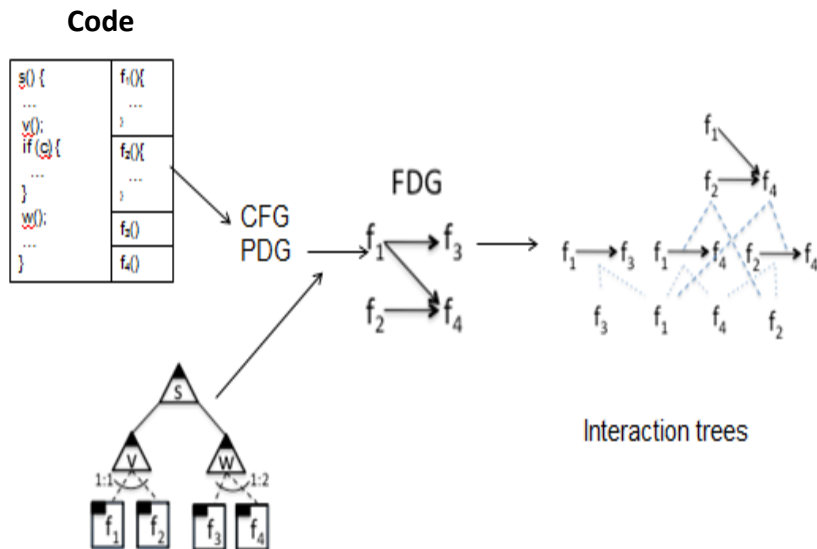 Code
s() {
...
v();
if (c) {
...
}
w();
...
}
f₁(){
...
}
f₂(){
...
}
f₃()
f₄()
CFG
PDG
FDG
f₁ f₃
f₂ f₄
f₁
f₂ f₄
f₁ f₃ f₁ f₄ f₂ f₄
f₃ f₁ f₄ f₂
Interaction trees
S
V W
1:1 1:2
f₁ f₂ f₃ f₄